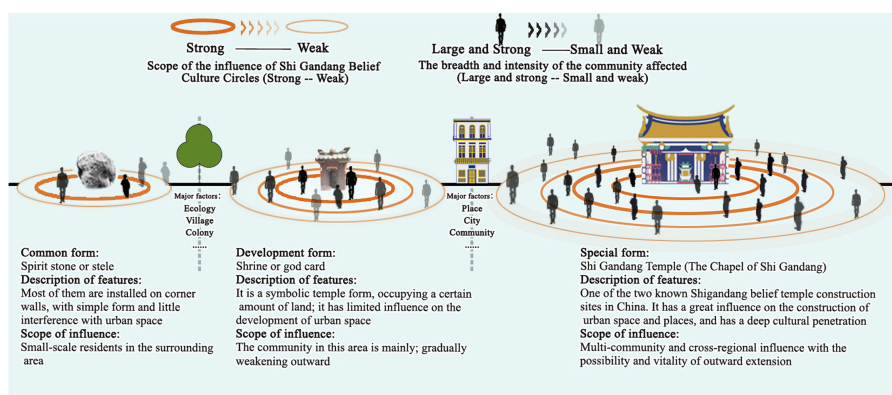 Strong ——— Weak
Scope of the influence of Shi Gandang Belief
Culture Circles (Strong -- Weak)
Large and Strong ——Small and Weak
The breadth and intensity of the community affected
(Large and strong -- Small and weak)
Major factors:
Ecology
Village
Colony
......
Major factors:
Place
City
Community
......
Common form:
Spirit stone or stele
Description of features:
Most of them are installed on corner
walls, with simple form and little
interference with urban space
Scope of influence:
Small-scale residents in the surrounding
area
Development form:
Shrine or god card
Description of features:
It is a symbolic temple form, occupying a certain
amount of land; it has limited influence on the
development of urban space
Scope of influence:
The community in this area is mainly; gradually
weakening outward
Special form:
Shi Gandang Temple (The Chapel of Shi Gandang)
Description of features:
One of the two known Shigandang belief temple construction
sites in China. It has a great influence on the construction of
urban space and places, and has a deep cultural penetration
Scope of influence:
Multi-community and cross-regional influence with the
possibility and vitality of outward extension